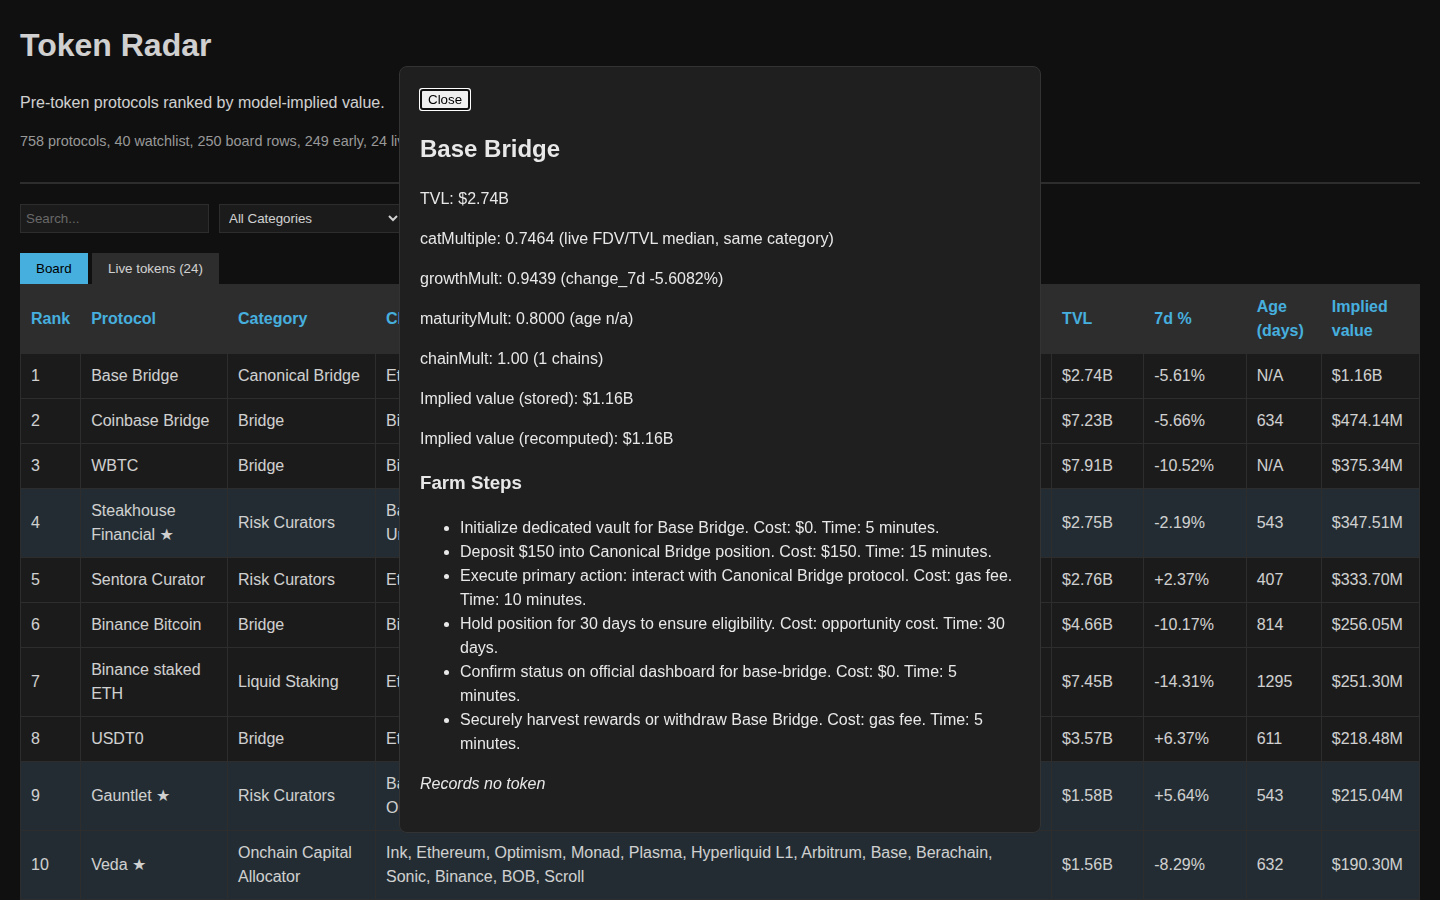 Token Radar
Pre-token protocols ranked by model-implied value.
758 protocols, 40 watchlist, 250 board rows, 249 early, 24
Search...
All Categories
Board
Live tokens (24)
Close
Base Bridge
TVL: $2.74B
catMultiple: 0.7464 (live FDV/TVL median, same category)
growthMult: 0.9439 (change_7d -5.6082%)
maturityMult: 0.8000 (age n/a)
chainMult: 1.00 (1 chains)
Implied value (stored): $1.16B
Implied value (recomputed): $1.16B
Farm Steps
• Initialize dedicated vault for Base Bridge. Cost: $0. Time: 5 minutes.
• Deposit $150 into Canonical Bridge position. Cost: $150. Time: 15 minutes.
• Execute primary action: interact with Canonical Bridge protocol. Cost: gas fee.
Time: 10 minutes.
• Hold position for 30 days to ensure eligibility. Cost: opportunity cost. Time: 30
days.
• Confirm status on official dashboard for base-bridge. Cost: $0. Time: 5
minutes.
• Securely harvest rewards or withdraw Base Bridge. Cost: gas fee. Time: 5
minutes.
Records no token
Rank Protocol Category TVL 7d % Age (days) Implied value
1 Base Bridge Canonical Bridge $2.74B -5.61% N/A $1.16B
2 Coinbase Bridge Bridge $7.23B -5.66% 634 $474.14M
3 WBTC Bridge $7.91B -10.52% N/A $375.34M
4 Steakhouse Financial ★ Risk Curators $2.75B -2.19% 543 $347.51M
5 Sentora Curator Risk Curators $2.76B +2.37% 407 $333.70M
6 Binance Bitcoin Bridge $4.66B -10.17% 814 $256.05M
7 Binance staked ETH Liquid Staking $7.45B -14.31% 1295 $251.30M
8 USDT0 Bridge $3.57B +6.37% 611 $218.48M
9 Gauntlet ★ Risk Curators $1.58B +5.64% 543 $215.04M
10 Veda ★ Onchain Capital Allocator Ink, Ethereum, Optimism, Monad, Plasma, Hyperliquid L1, Arbitrum, Base, Berachain, Sonic, Binance, BOB, Scroll $1.56B -8.29% 632 $190.30M